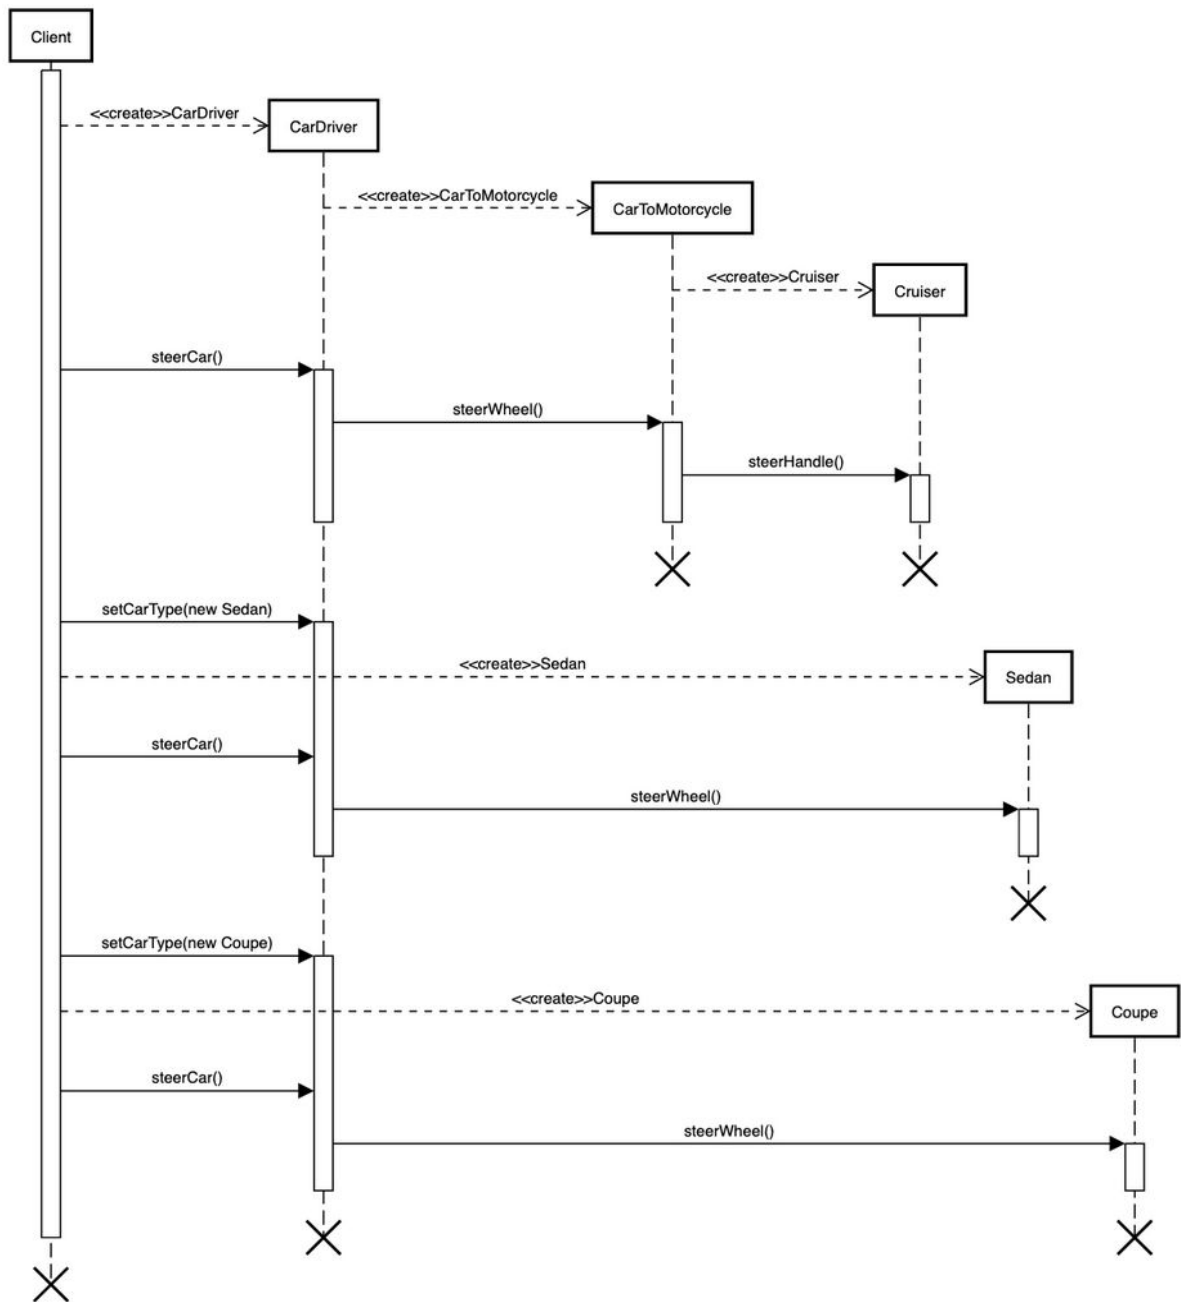 Client
<<create>>CarDriver
CarDriver
<<create>>CarToMotorcycle
CarToMotorcycle
<<create>>Cruiser
Cruiser
steerCar()
steerWheel()
steerHandle()
setCarType(new Sedan)
<<create>>Sedan
Sedan
steerCar()
steerWheel()
setCarType(new Coupe)
<<create>>Coupe
Coupe
steerCar()
steerWheel()